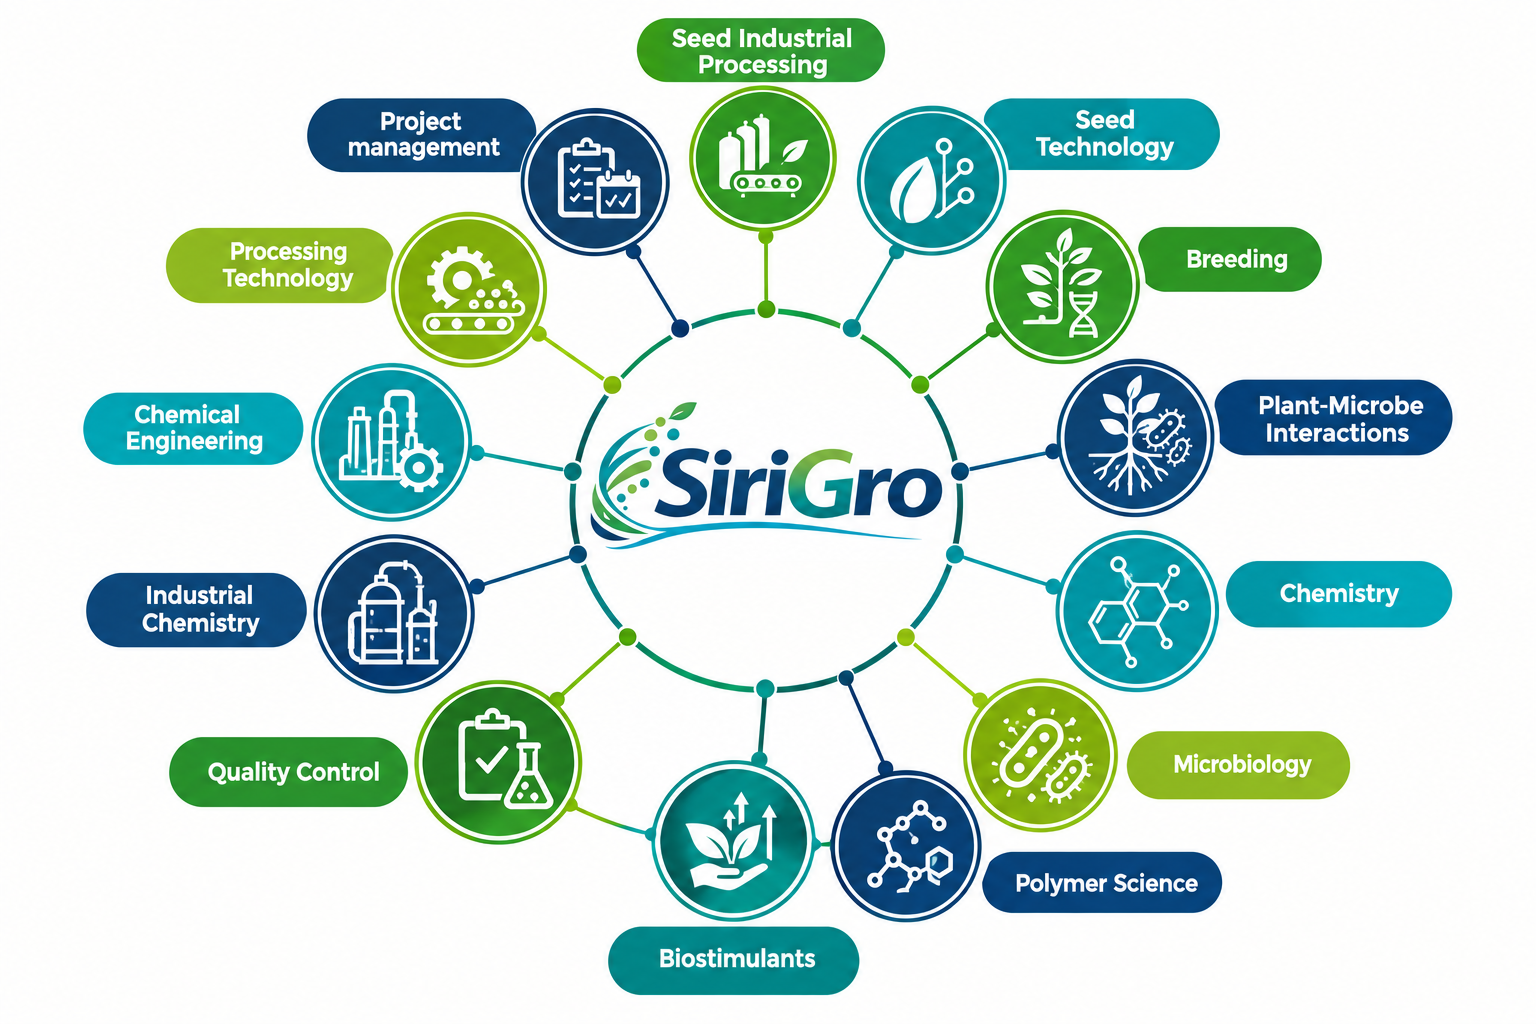 Seed Industrial
Processing
Project
management
Seed
Technology
Processing
Technology
Breeding
Chemical
Engineering
Plant-Microbe
Interactions
SiriGro
Industrial
Chemistry
Chemistry
Quality Control
Microbiology
Polymer Science
Biostimulants